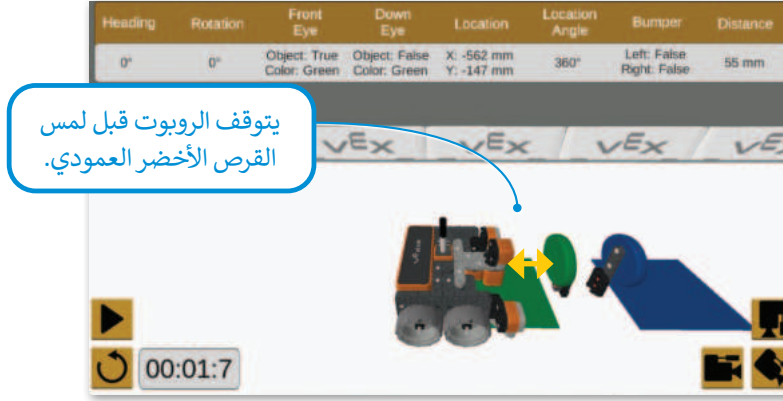 Heading Rotation Front Eye Down Eye Location Location Angle Bumper Distance
0° 0° Object: True Color: Green Object: False Color: Green X: -562 mm Y: -147 mm 360° Left: False Right: False 55 mm
يتوقف الروبوت قبل لمس
القرص الأخضر العمودي.
VEX VEX VEX VEX
00:01:7